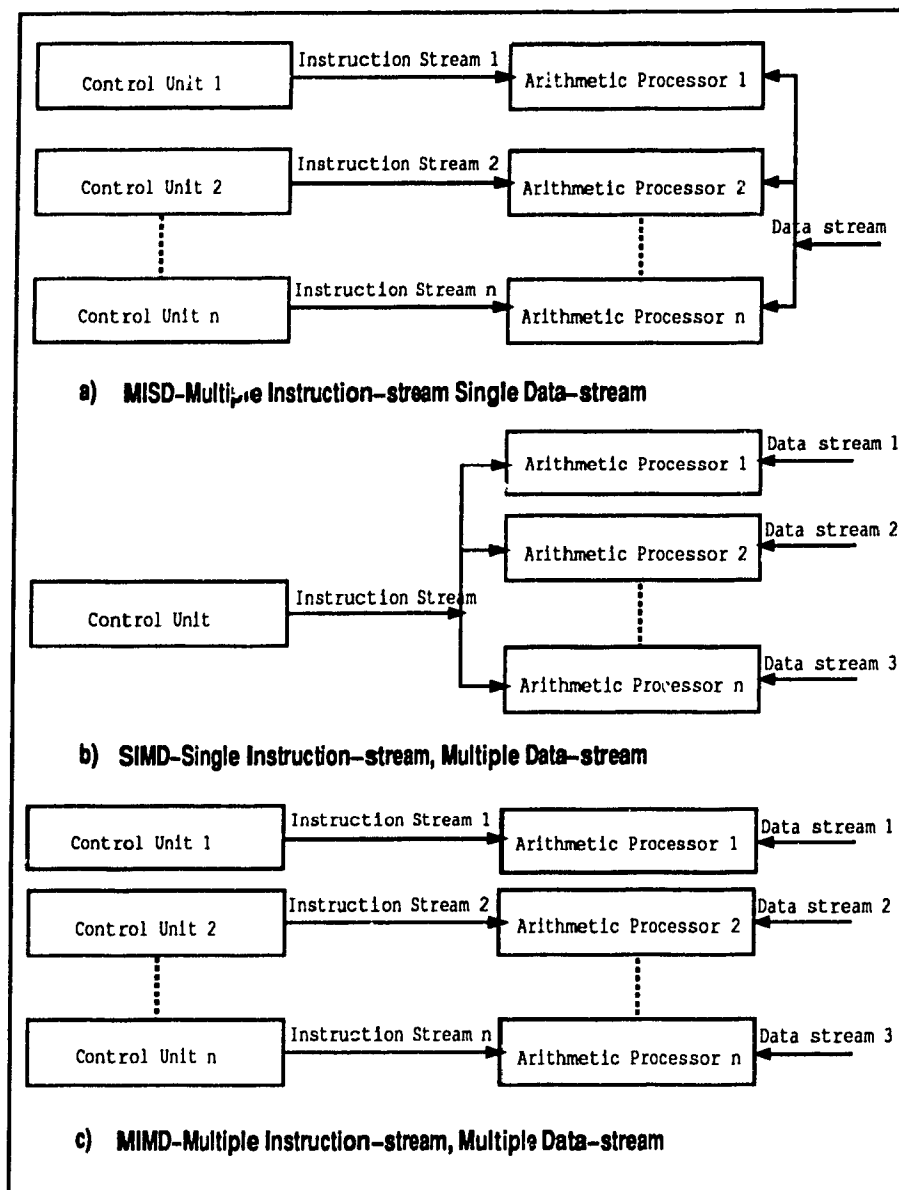 Instruction Stream 1
Control Unit 1
Arithmetic Processor 1
Instruction Stream 2
Control Unit 2
Arithmetic Processor 2
Data stream
Instruction Stream n
Control Unit n
Arithmetic Processor n
a) MISD–Multiple Instruction–stream Single Data–stream
Data stream 1
Arithmetic Processor 1
Data stream 2
Arithmetic Processor 2
Instruction Stream
Control Unit
Data stream 3
Arithmetic Processor n
b) SIMD–Single Instruction–stream, Multiple Data–stream
Instruction Stream 1
Data stream 1
Control Unit 1
Arithmetic Processor 1
Instruction Stream 2
Data stream 2
Control Unit 2
Arithmetic Processor 2
Instruction Stream n
Data stream 3
Control Unit n
Arithmetic Processor n
c) MIMD–Multiple Instruction–stream, Multiple Data–stream